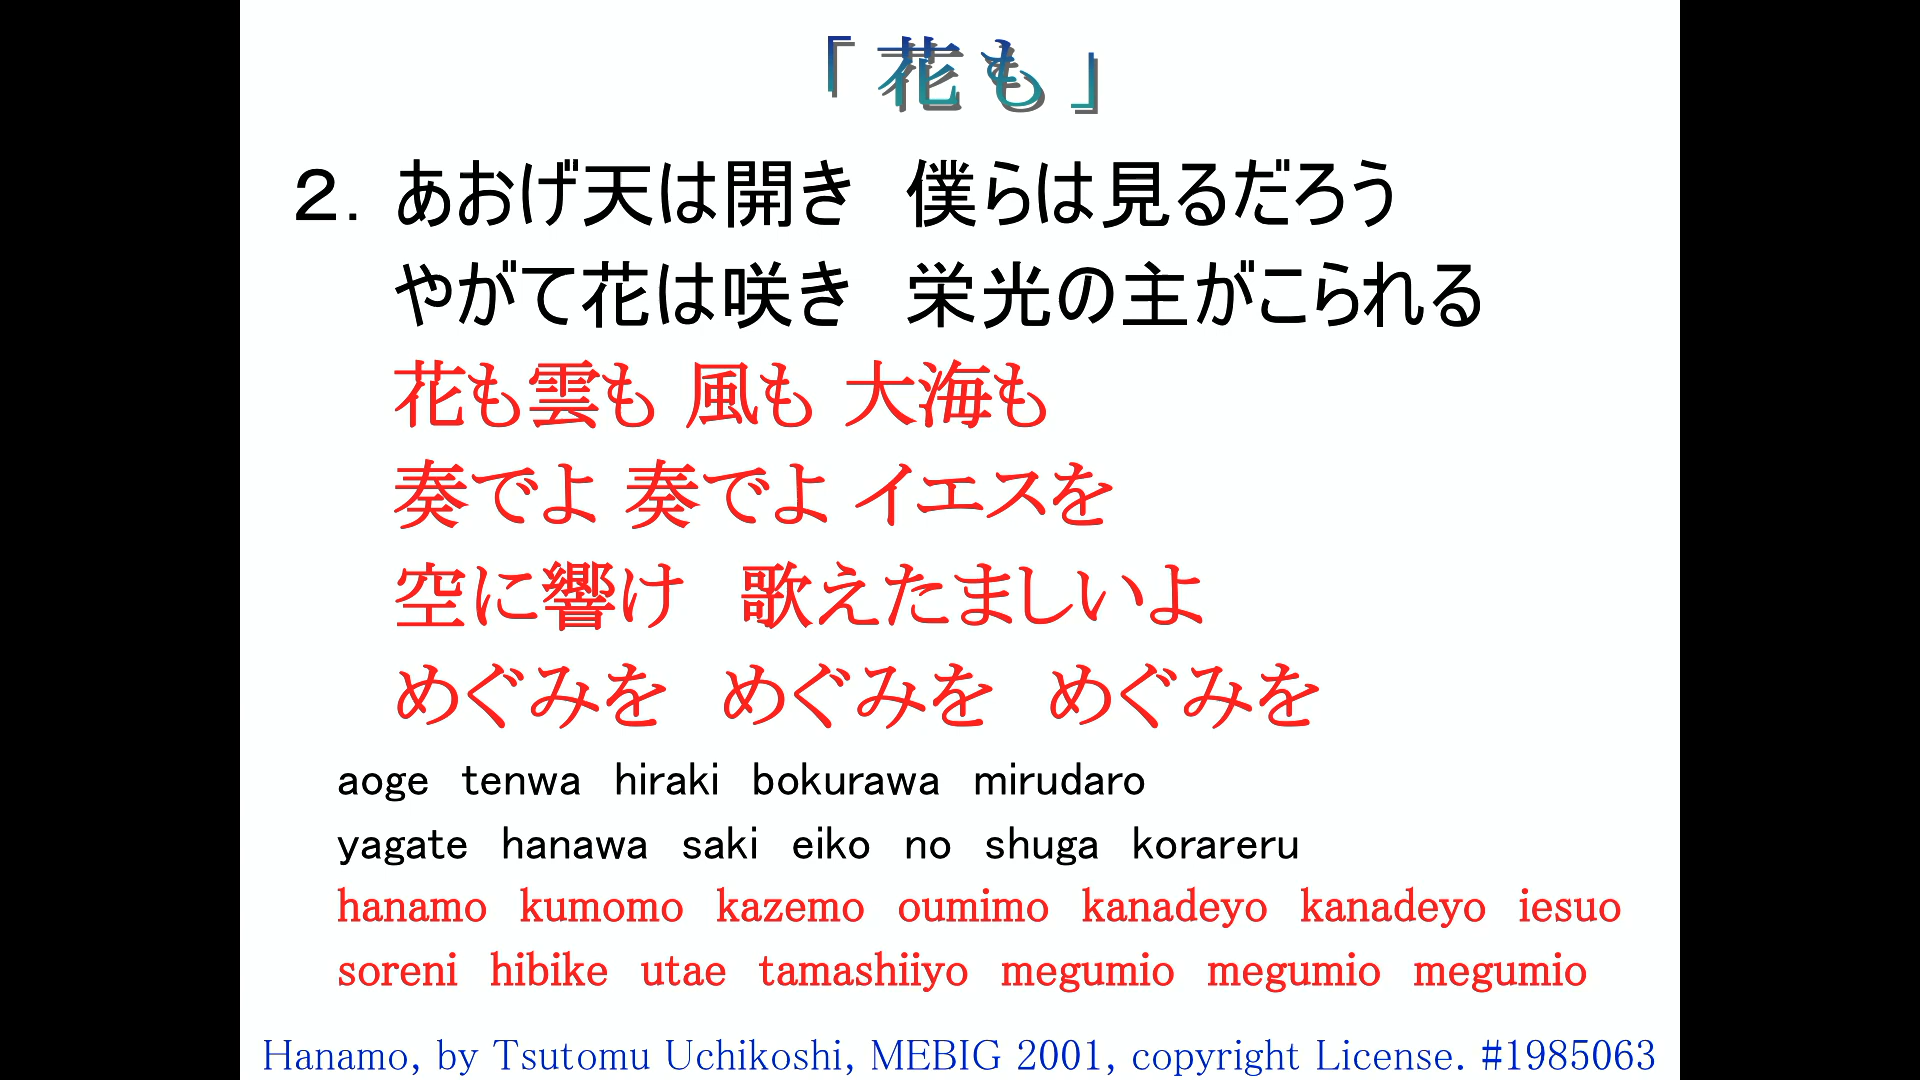 「花も」
２. あおげ天は開き　僕らは見るだろう
やがて花は咲き　栄光の主がこられる
花も雲も 風も 大海も
奏でよ 奏でよ イエスを
空に響け　歌えたましいよ
めぐみを　めぐみを　めぐみを
aoge tenwa hiraki bokurawa mirudaro
yagate hanawa saki eiko no shuga korareru
hanamo kumomo kazemo oumimo kanadeyo kanadeyo iesuo
soreni hibike utae tamashiiyo megumio megumio megumio
Hanamo, by Tsutomu Uchikoshi, MEBIG 2001, copyright License. #1985063